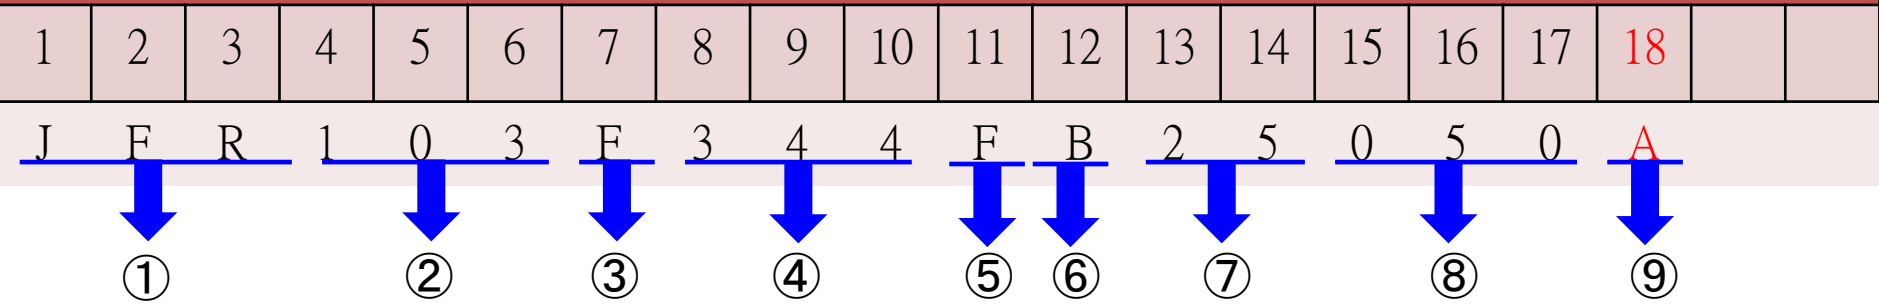 1 2 3 4 5 6 7 8 9 10 11 12 13 14 15 16 17 18
J F R 1 0 3 F 3 4 4 F B 2 5 0 5 0 A
① ② ③ ④ ⑤ ⑥ ⑦ ⑧ ⑨